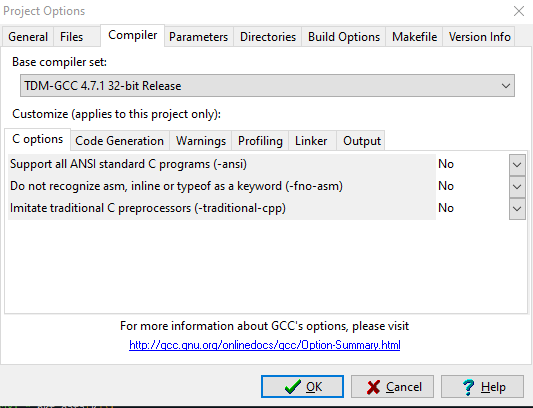 Project Options
General Files Compiler Parameters Directories Build Options Makefile Version Info
Base compiler set:
TDM-GCC 4.7.1 32-bit Release
Customize (applies to this project only):
C options Code Generation Warnings Profiling Linker Output
Support all ANSI standard C programs (-ansi) No
Do not recognize asm, inline or typeof as a keyword (-fno-asm) No
Imitate traditional C preprocessors (-traditional-cpp) No
For more information about GCC's options, please visit
http://gcc.gnu.org/onlinedocs/gcc/Option-Summary.html
OK Cancel Help